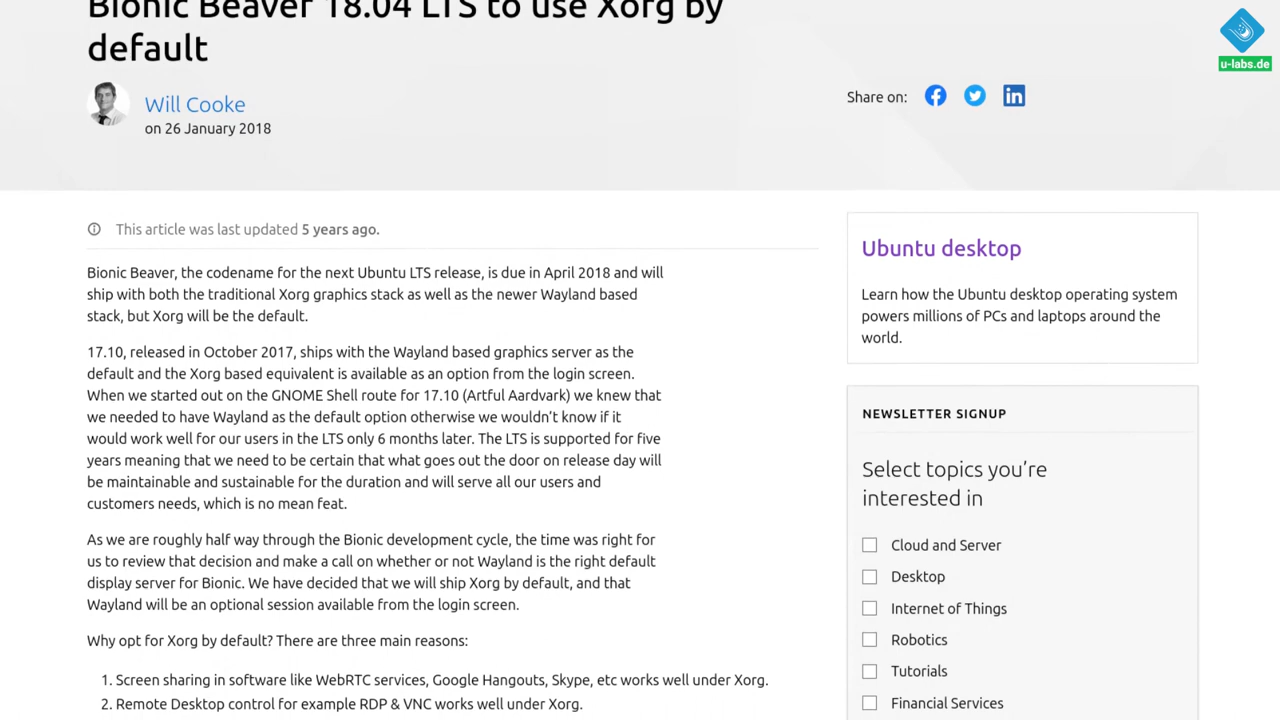 Bionic Beaver 18.04 LTS to use Xorg by
default
u-labs.de
Will Cooke
on 26 January 2018
Share on:
This article was last updated 5 years ago.
Bionic Beaver, the codename for the next Ubuntu LTS release, is due in April 2018 and will
ship with both the traditional Xorg graphics stack as well as the newer Wayland based
stack, but Xorg will be the default.
17.10, released in October 2017, ships with the Wayland based graphics server as the
default and the Xorg based equivalent is available as an option from the login screen.
When we started out on the GNOME Shell route for 17.10 (Artful Aardvark) we knew that
we needed to have Wayland as the default option otherwise we wouldn’t know if it
would work well for our users in the LTS only 6 months later. The LTS is supported for five
years meaning that we need to be certain that what goes out the door on release day will
be maintainable and sustainable for the duration and will serve all our users and
customers needs, which is no mean feat.
As we are roughly half way through the Bionic development cycle, the time was right for
us to review that decision and make a call on whether or not Wayland is the right default
display server for Bionic. We have decided that we will ship Xorg by default, and that
Wayland will be an optional session available from the login screen.
Why opt for Xorg by default? There are three main reasons:
1. Screen sharing in software like WebRTC services, Google Hangouts, Skype, etc works well under Xorg.
2. Remote Desktop control for example RDP & VNC works well under Xorg.
Ubuntu desktop
Learn how the Ubuntu desktop operating system
powers millions of PCs and laptops around the
world.
NEWSLETTER SIGNUP
Select topics you’re
interested in
Cloud and Server
Desktop
Internet of Things
Robotics
Tutorials
Financial Services